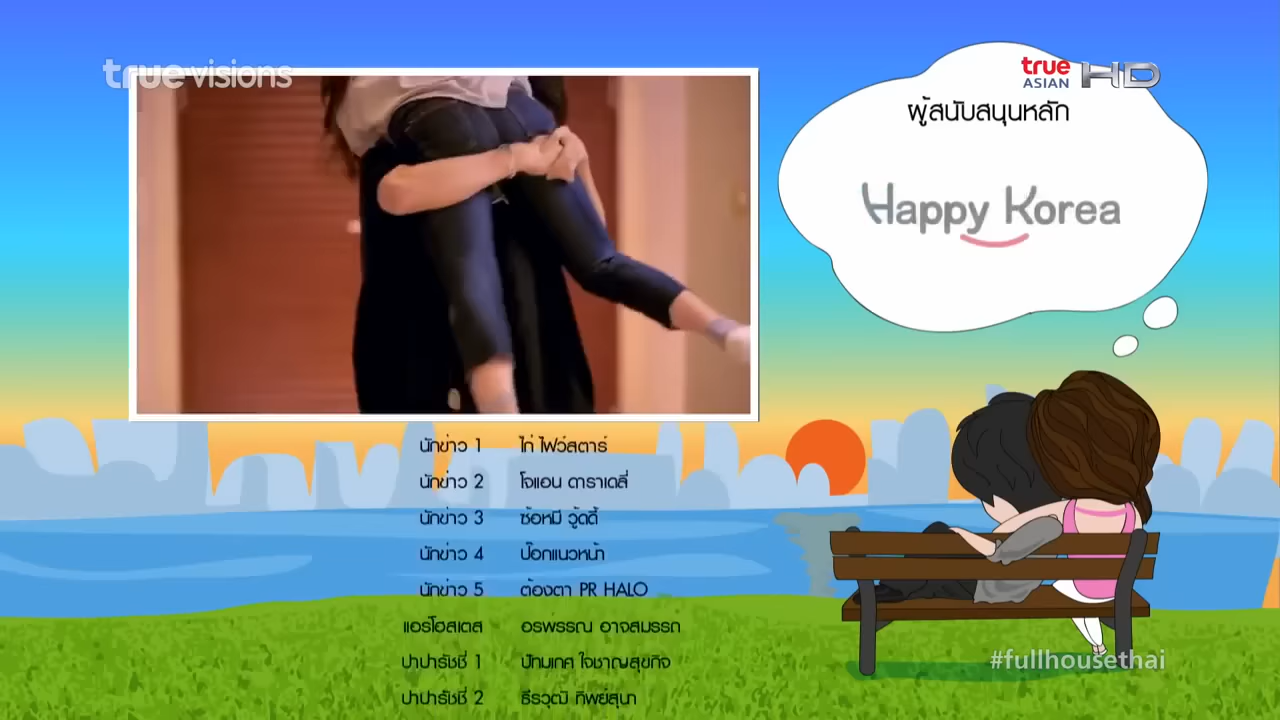 truevisions
true
ASIAN HD
ผู้สนับสนุนหลัก
Happy Korea
นักข่าว 1 ไก่ ไฟว์สตาร์
นักข่าว 2 โจแอน ดาราเดลี่
นักข่าว 3 ซ้อหมี วู้ดดี้
นักข่าว 4 ป๊อกแนวหน้า
นักข่าว 5 ต้องตา PR HALO
แอร์โฮสเตส อรพรรณ อาจสมรรถ
ปาปารัซซี่ 1 ปัทมเกศ ใจชาญสุขกิจ
ปาปารัซซี่ 2 ธีรวุฒิ ทิพย์สุนา
#fullhousethai